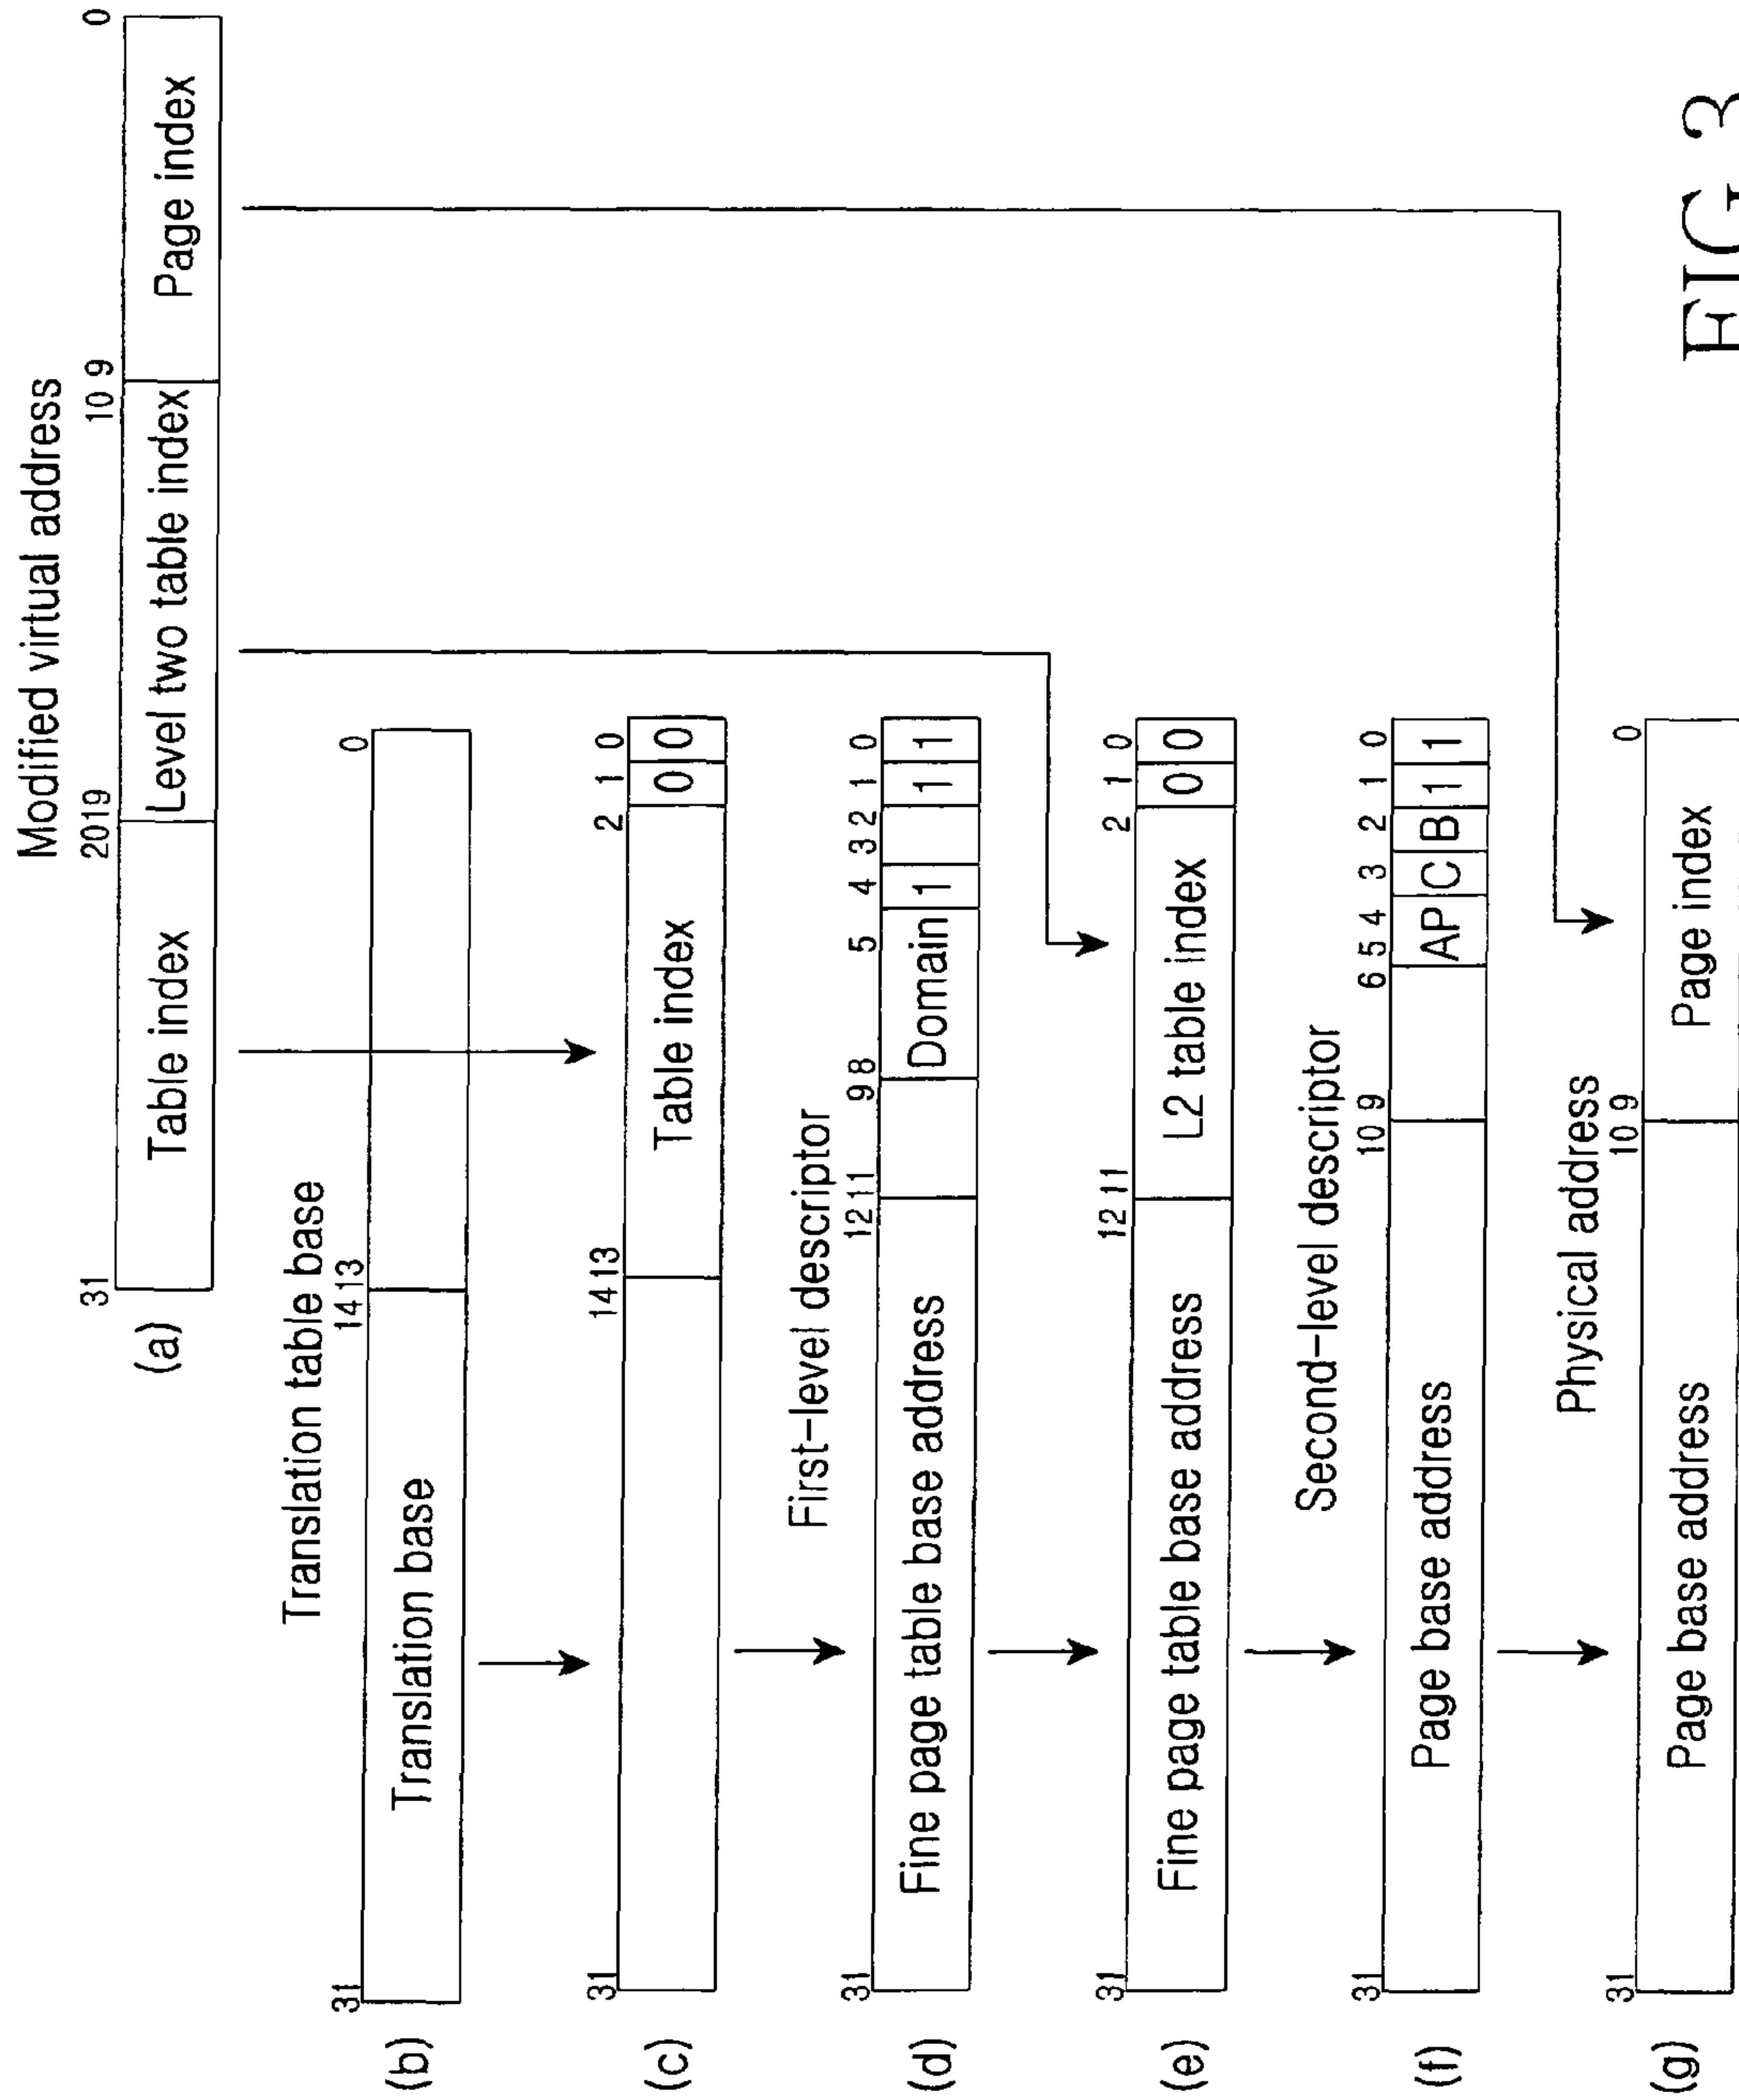 Modified virtual address
31 20 19 10 9 0
(a) Table index Level two table index Page index
Translation table base
31 14 13 0
(b) Translation base
31 14 13 2 1 0
(c) Table index 0 0
First-level descriptor
31 12 11 9 8 5 4 3 2 1 0
(d) Fine page table base address Domain 1 1 1
31 12 11 2 1 0
(e) Fine page table base address L2 table index 0 0
Second-level descriptor
31 10 9 6 5 4 3 2 1 0
(f) Page base address AP C B 1 1
Physical address
31 10 9 0
(g) Page base address Page index
FIG.3